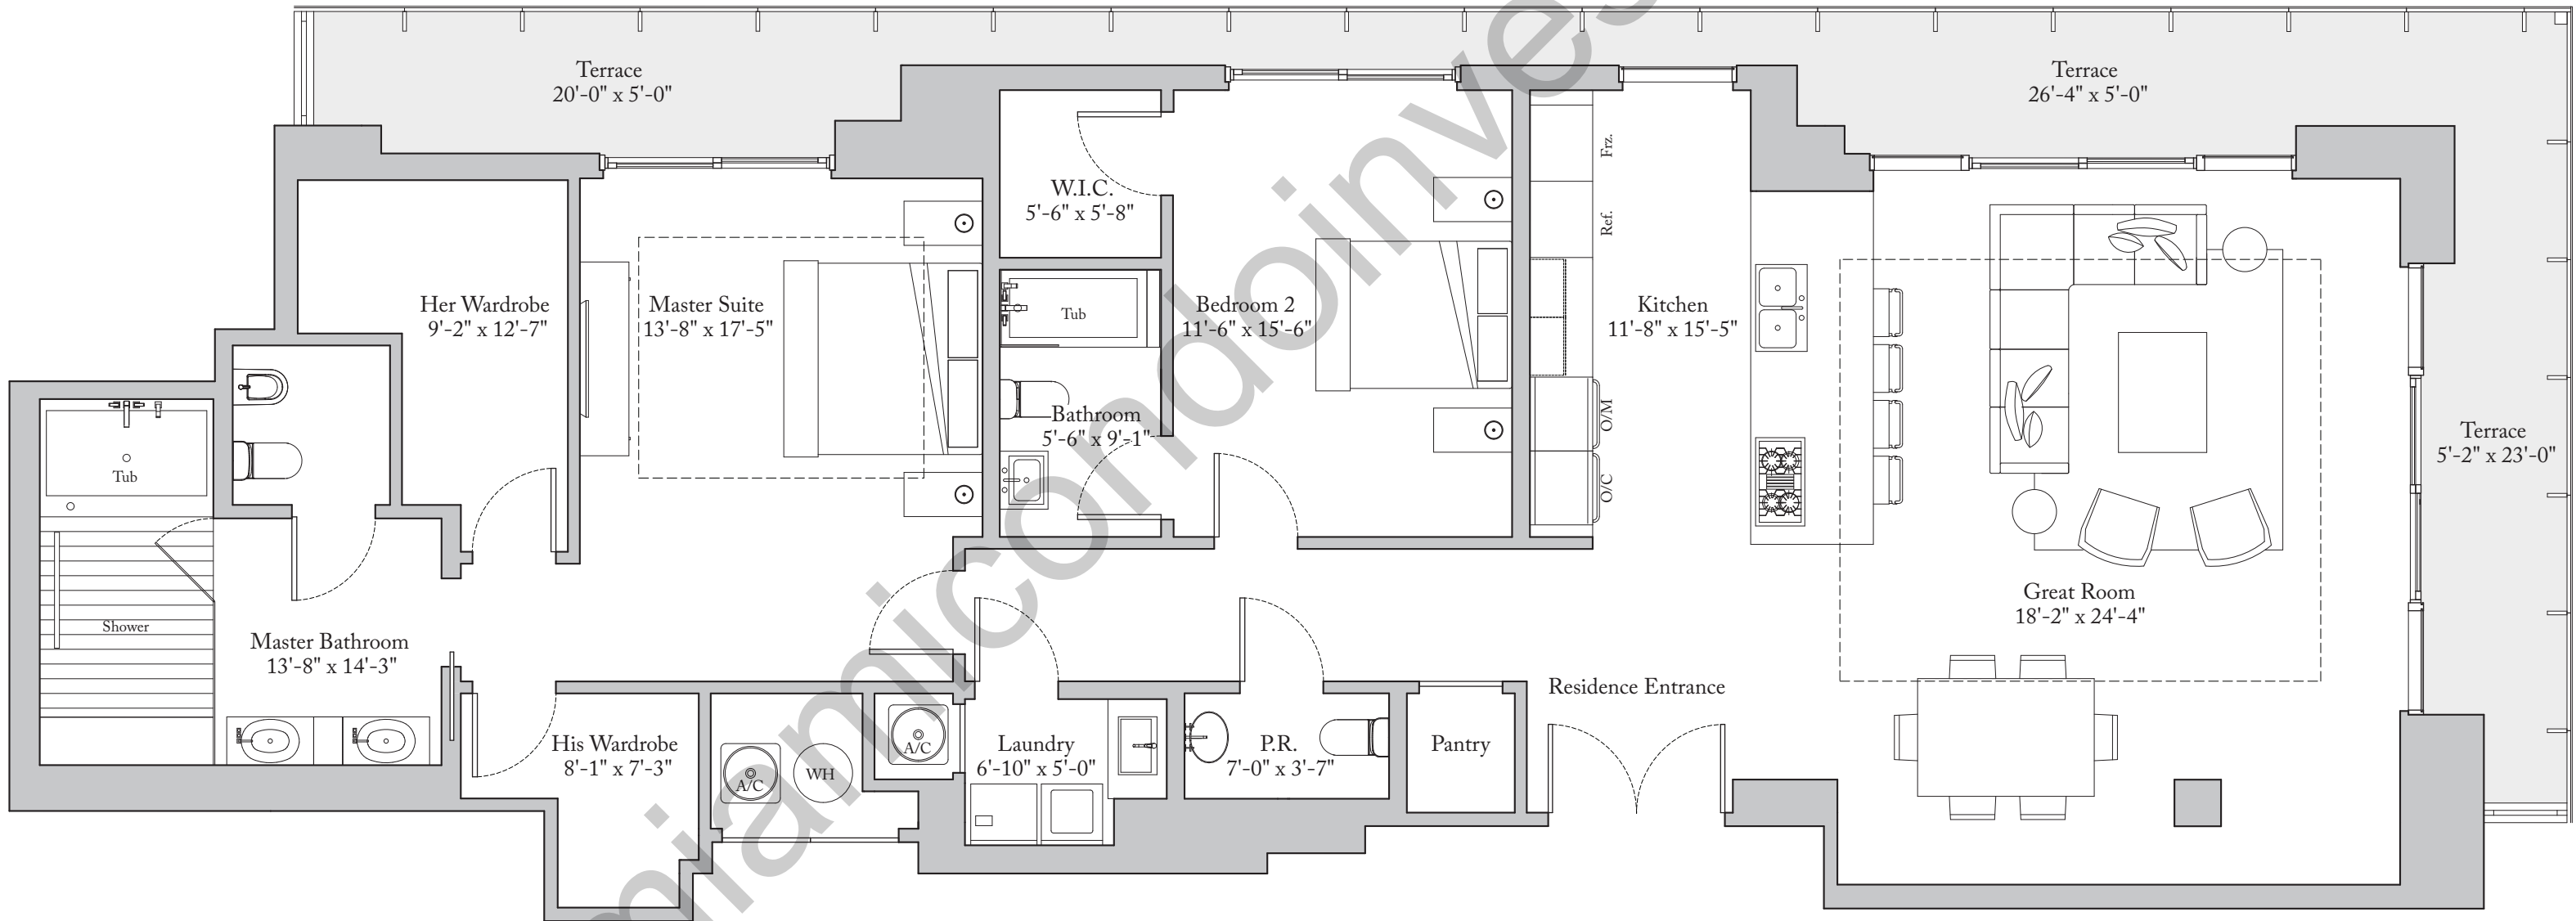 Terrace
20'-0" x 5'-0"
Terrace
26'-4" x 5'-0"
Frz.
W.I.C.
5'-6" x 5'-8"
Ref.
Her Wardrobe
9'-2" x 12'-7"
Master Suite
13'-8" x 17'-5"
Tub
Bedroom 2
11'-6" x 15'-6"
Kitchen
11'-8" x 15'-5"
Bathroom
5'-6" x 9'-1"
O/M
Terrace
5'-2" x 23'-0"
Tub
O/C
Great Room
18'-2" x 24'-4"
Shower
Master Bathroom
13'-8" x 14'-3"
Residence Entrance
His Wardrobe
8'-1" x 7'-3"
A/C
WH
A/C
Laundry
6'-10" x 5'-0"
P.R.
7'-0" x 3'-7"
Pantry
miamicondoinves